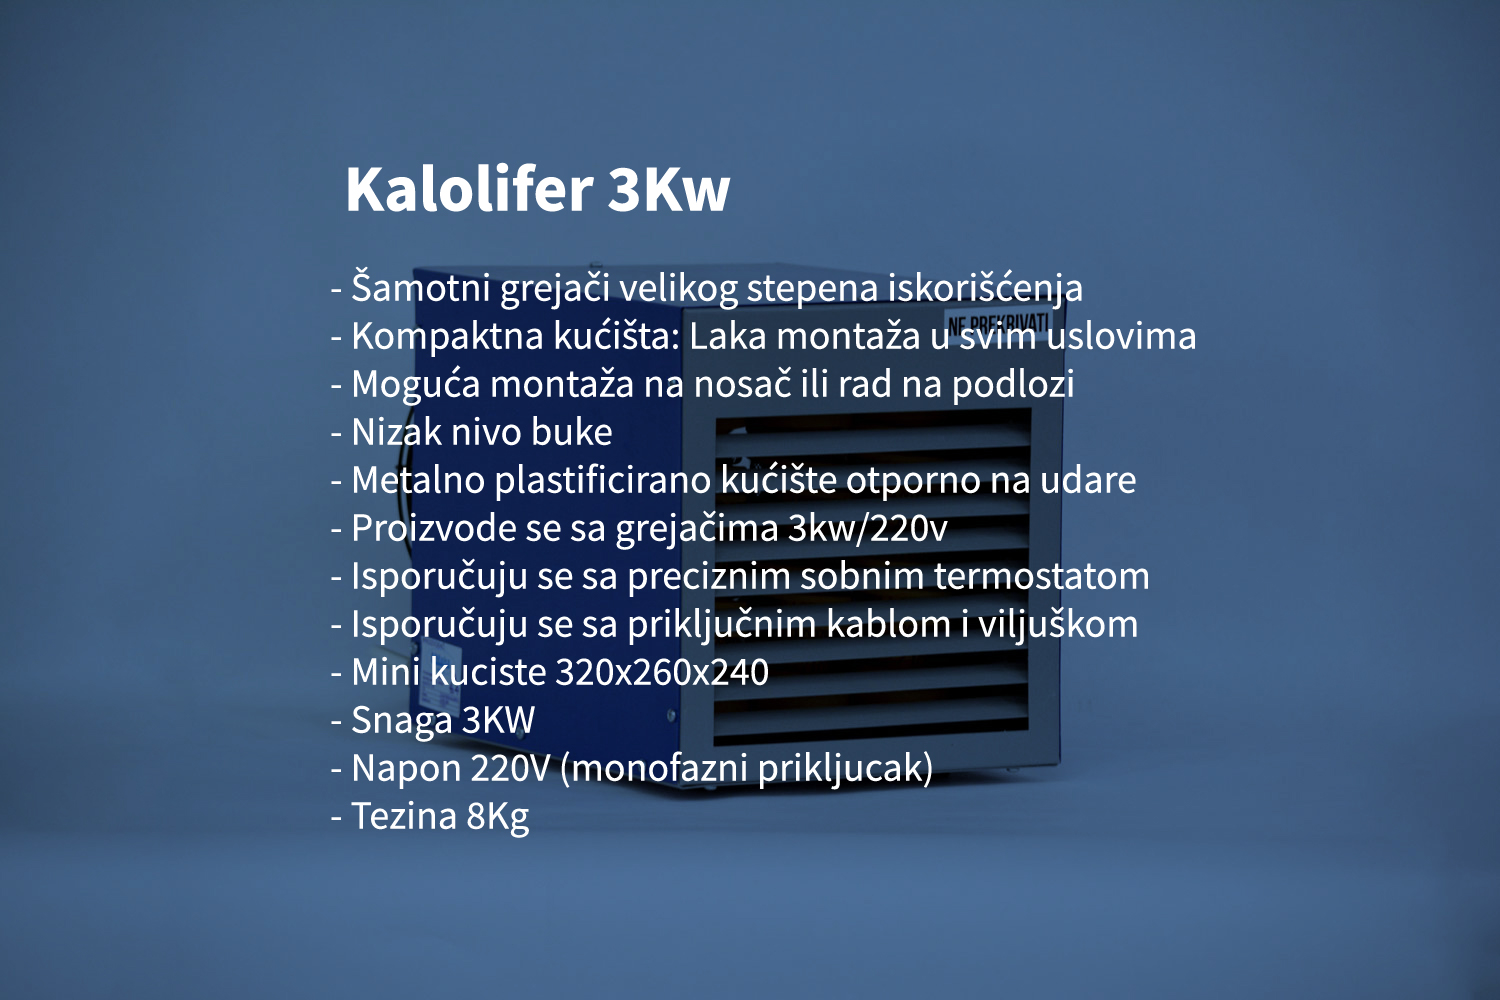 Kalolifer 3Kw
- Šamotni grejači velikog stepena iskorišćenja
NE PREKRIVATI
- Kompaktna kućišta: Laka montaža u svim uslovima
- Moguća montaža na nosač ili rad na podlozi
- Nizak nivo buke
- Metalno plastificirano kućište otporno na udare
- Proizvode se sa grejačima 3kw/220v
- Isporučuju se sa preciznim sobnim termostatom
- Isporučuju se sa priključnim kablom i viljuškom
- Mini kuciste 320x260x240
- Snaga 3KW
- Napon 220V (monofazni prikljucak)
- Tezina 8Kg